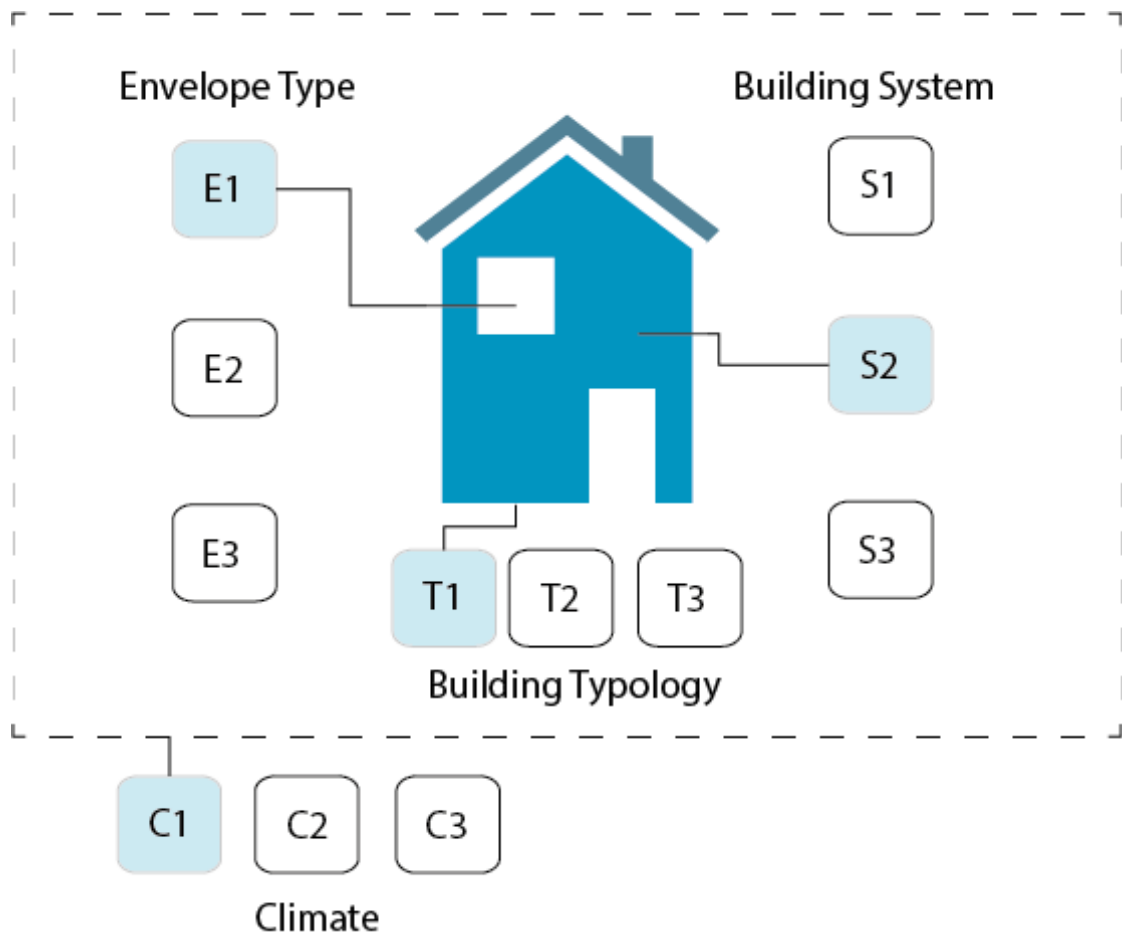 Envelope Type
Building System
E1
S1
E2
S2
E3
S3
T1
T2
T3
Building Typology
C1
C2
C3
Climate